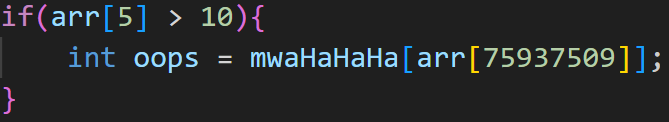 if(arr[5] > 10){
    int oops = mwaHaHaHa[arr[75937509]];
}